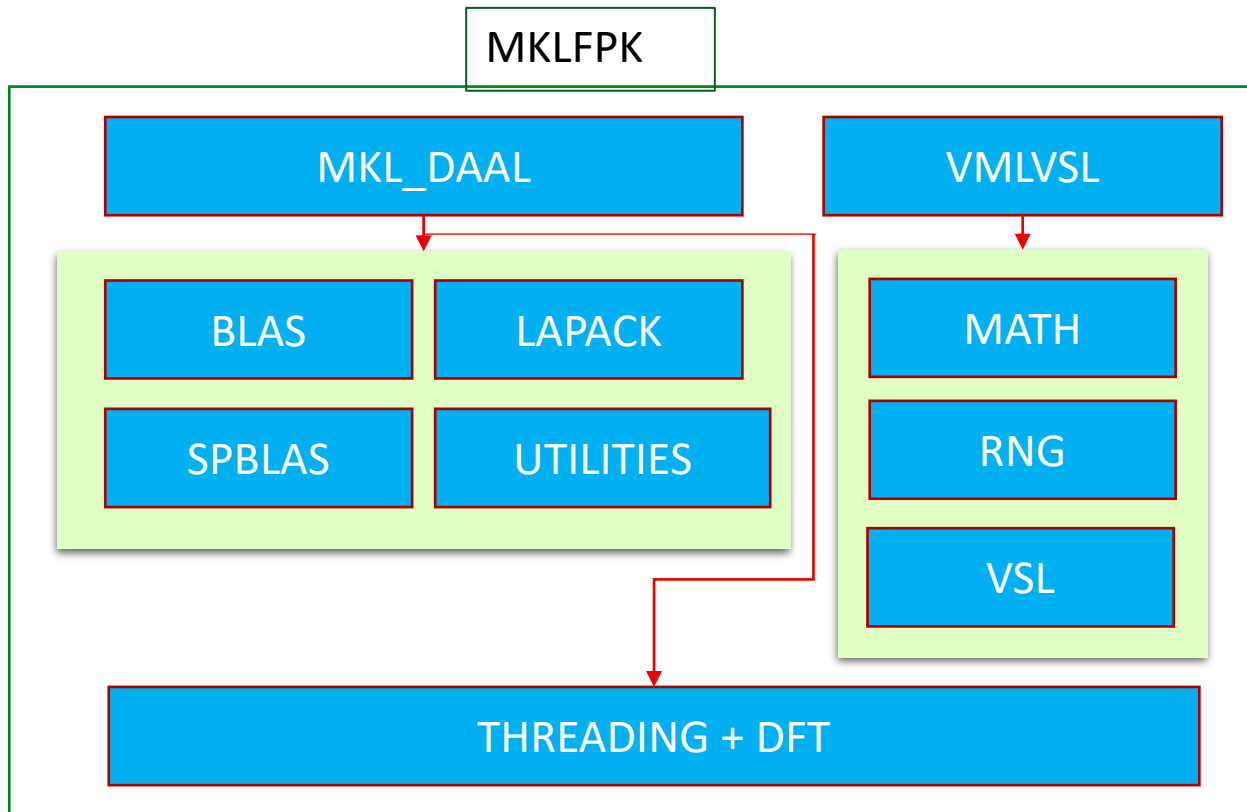 MKLFPK
MKL_DAAL
VMLVSL
BLAS
LAPACK
SPBLAS
UTILITIES
MATH
RNG
VSL
THREADING + DFT